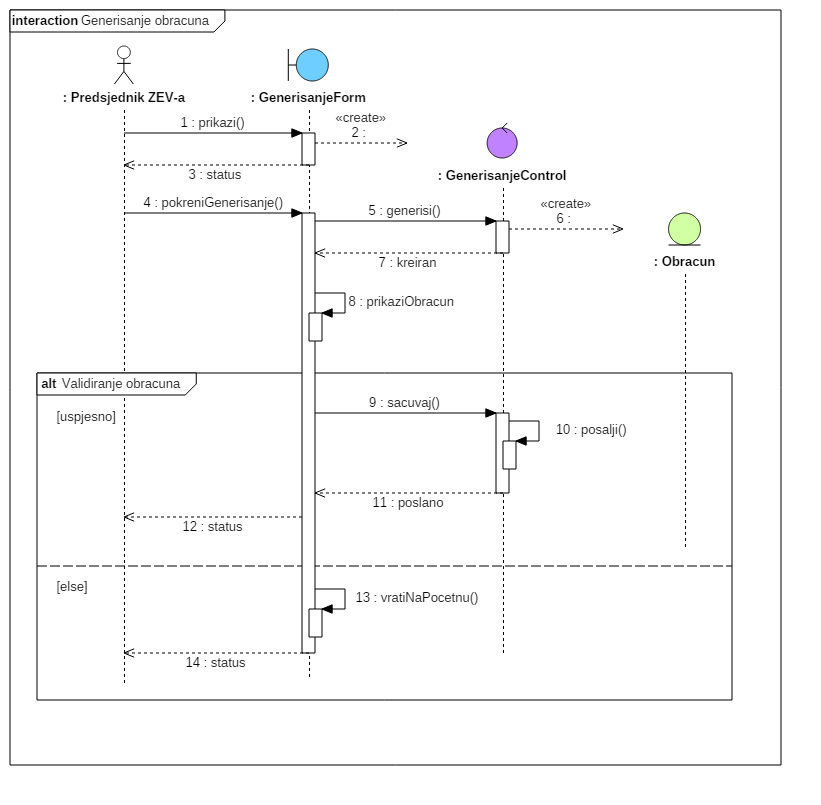 interaction Generisanje obracuna
: Predsjednik ZEV-a
: GenerisanjeForm
1 : prikazi()
«create»
2 :
3 : status
: GenerisanjeControl
4 : pokreniGenerisanje()
5 : generisi()
«create»
6 :
7 : kreiran
: Obracun
8 : prikaziObracun
alt Validiranje obracuna
[uspjesno]
9 : sacuvaj()
10 : posalji()
11 : poslano
12 : status
[else]
13 : vratiNaPocetnu()
14 : status